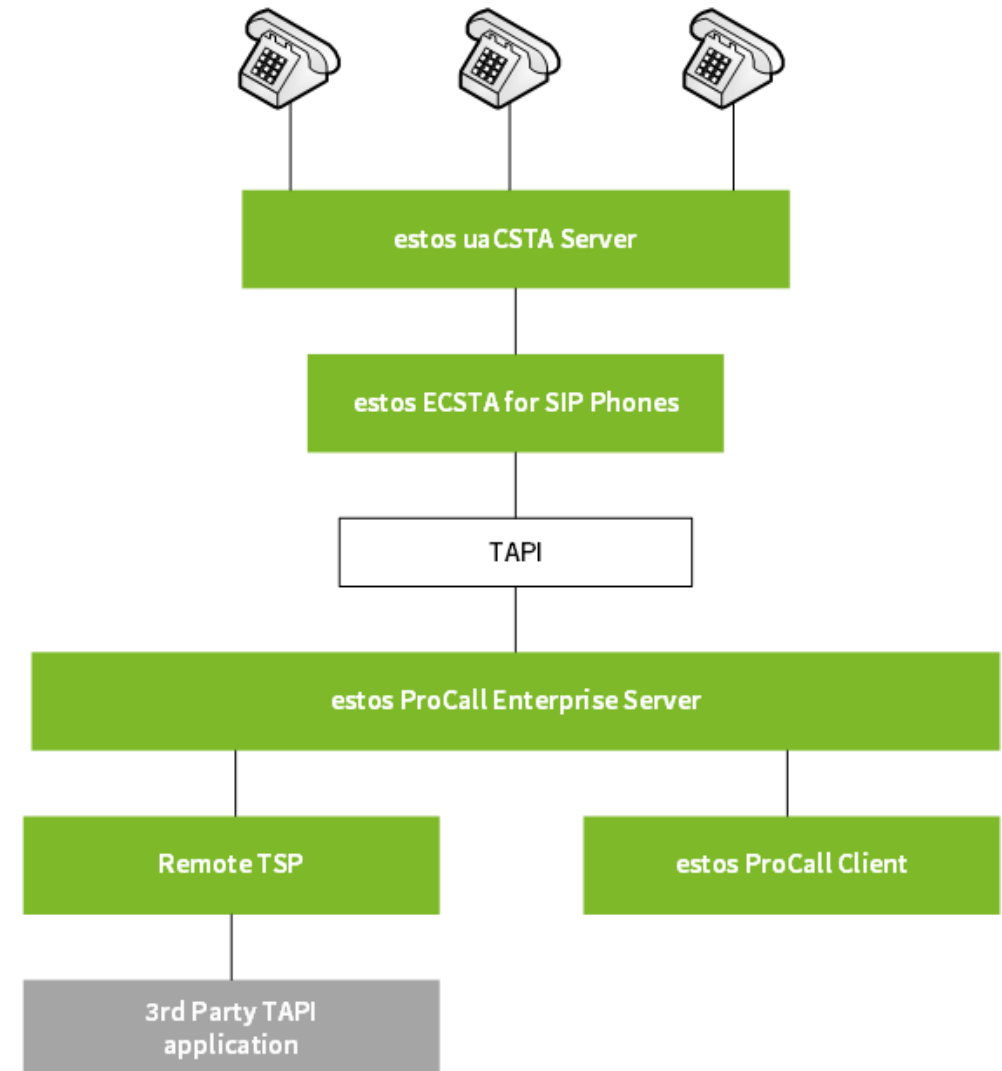 estos uaCSTA Server
estos ECSTA for SIP Phones
TAPI
estos ProCall Enterprise Server
Remote TSP
estos ProCall Client
3rd Party TAPI
application